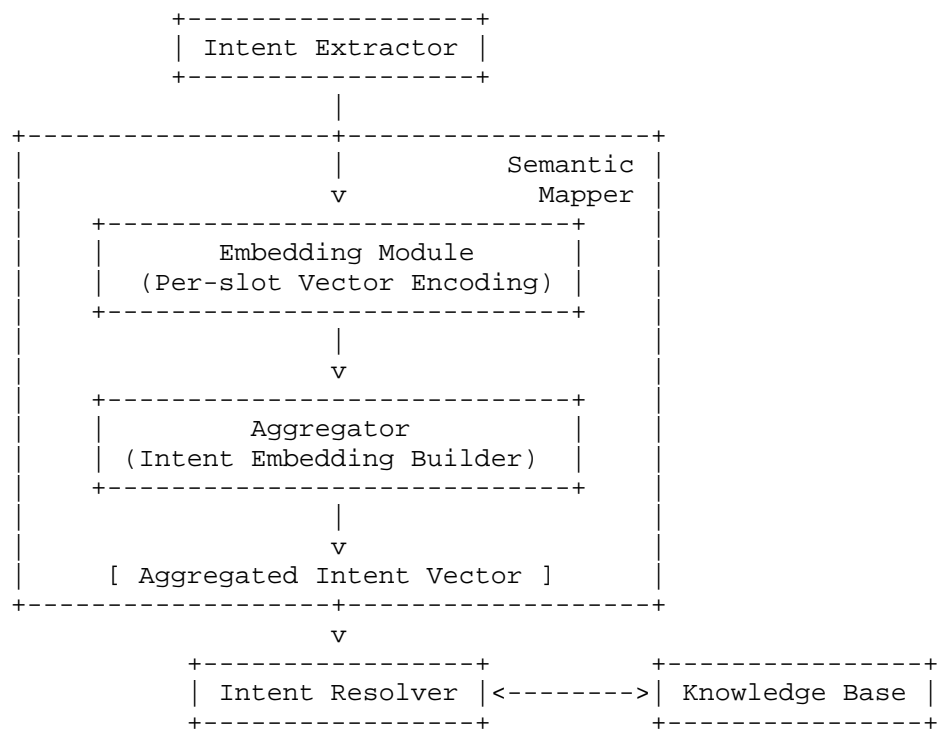 Intent Extractor
Semantic
Mapper
v
Embedding Module
(Per-slot Vector Encoding)
v
Aggregator
(Intent Embedding Builder)
v
[ Aggregated Intent Vector ]
v
Intent Resolver <--------> Knowledge Base